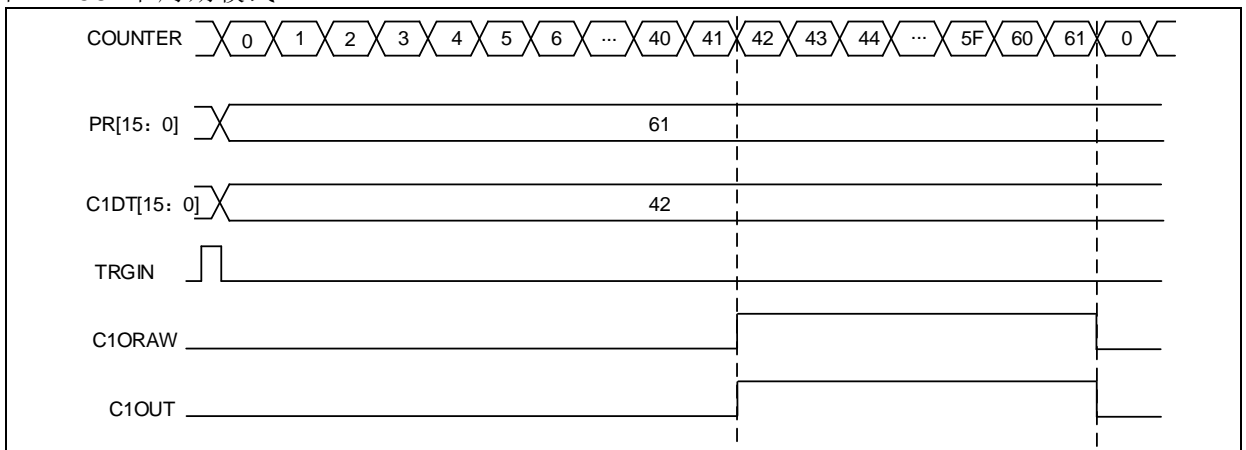 COUNTER 0 1 2 3 4 5 6 ... 40 41 42 43 44 ... 5F 60 61 0
PR[15：0] 61
C1DT[15：0] 42
TRGIN
C1ORAW
C1OUT